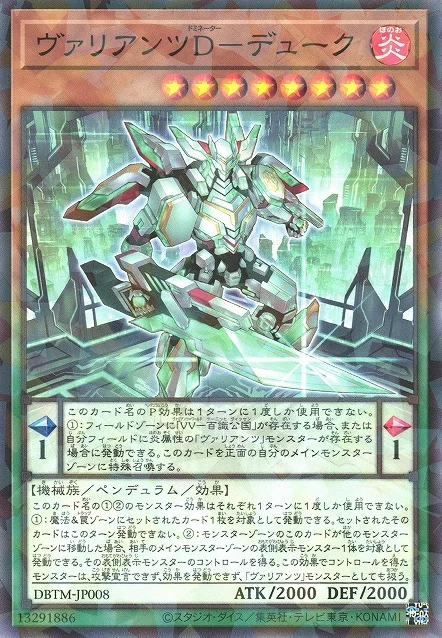 ドミネーター
ヴァリアンツD－デューク
ほのお
炎
このカード名のP効果は1ターンに1度しか使用できない。
①：フィールドゾーンに「VV－百識公国」が存在する場合、または
自分フィールドに炎属性の「ヴァリアンツ」モンスターが存在する
場合に発動できる。このカードを正面の自分のメインモンスター
ゾーンに特殊召喚する。
1
1
【機械族／ペンデュラム／効果】
このカード名の①②のモンスター効果はそれぞれ1ターンに1度しか使用できない。
①：魔法＆罠ゾーンにセットされたカード1枚を対象として発動できる。セットされたその
カードはこのターン発動できない。②：モンスターゾーンのこのカードが他のモンスター
ゾーンに移動した場合、相手のメインモンスターゾーンの表側表示モンスター1体を対象と
して発動できる。その表側表示モンスターのコントロールを得る。この効果でコントロールを得た
モンスターは、攻撃宣言できず、効果を発動できず、「ヴァリアンツ」モンスターとしても扱う。
DBTM-JP008
ATK/2000 DEF/2000
13291886
©スタジオ・ダイス／集英社・テレビ東京・KONAMI